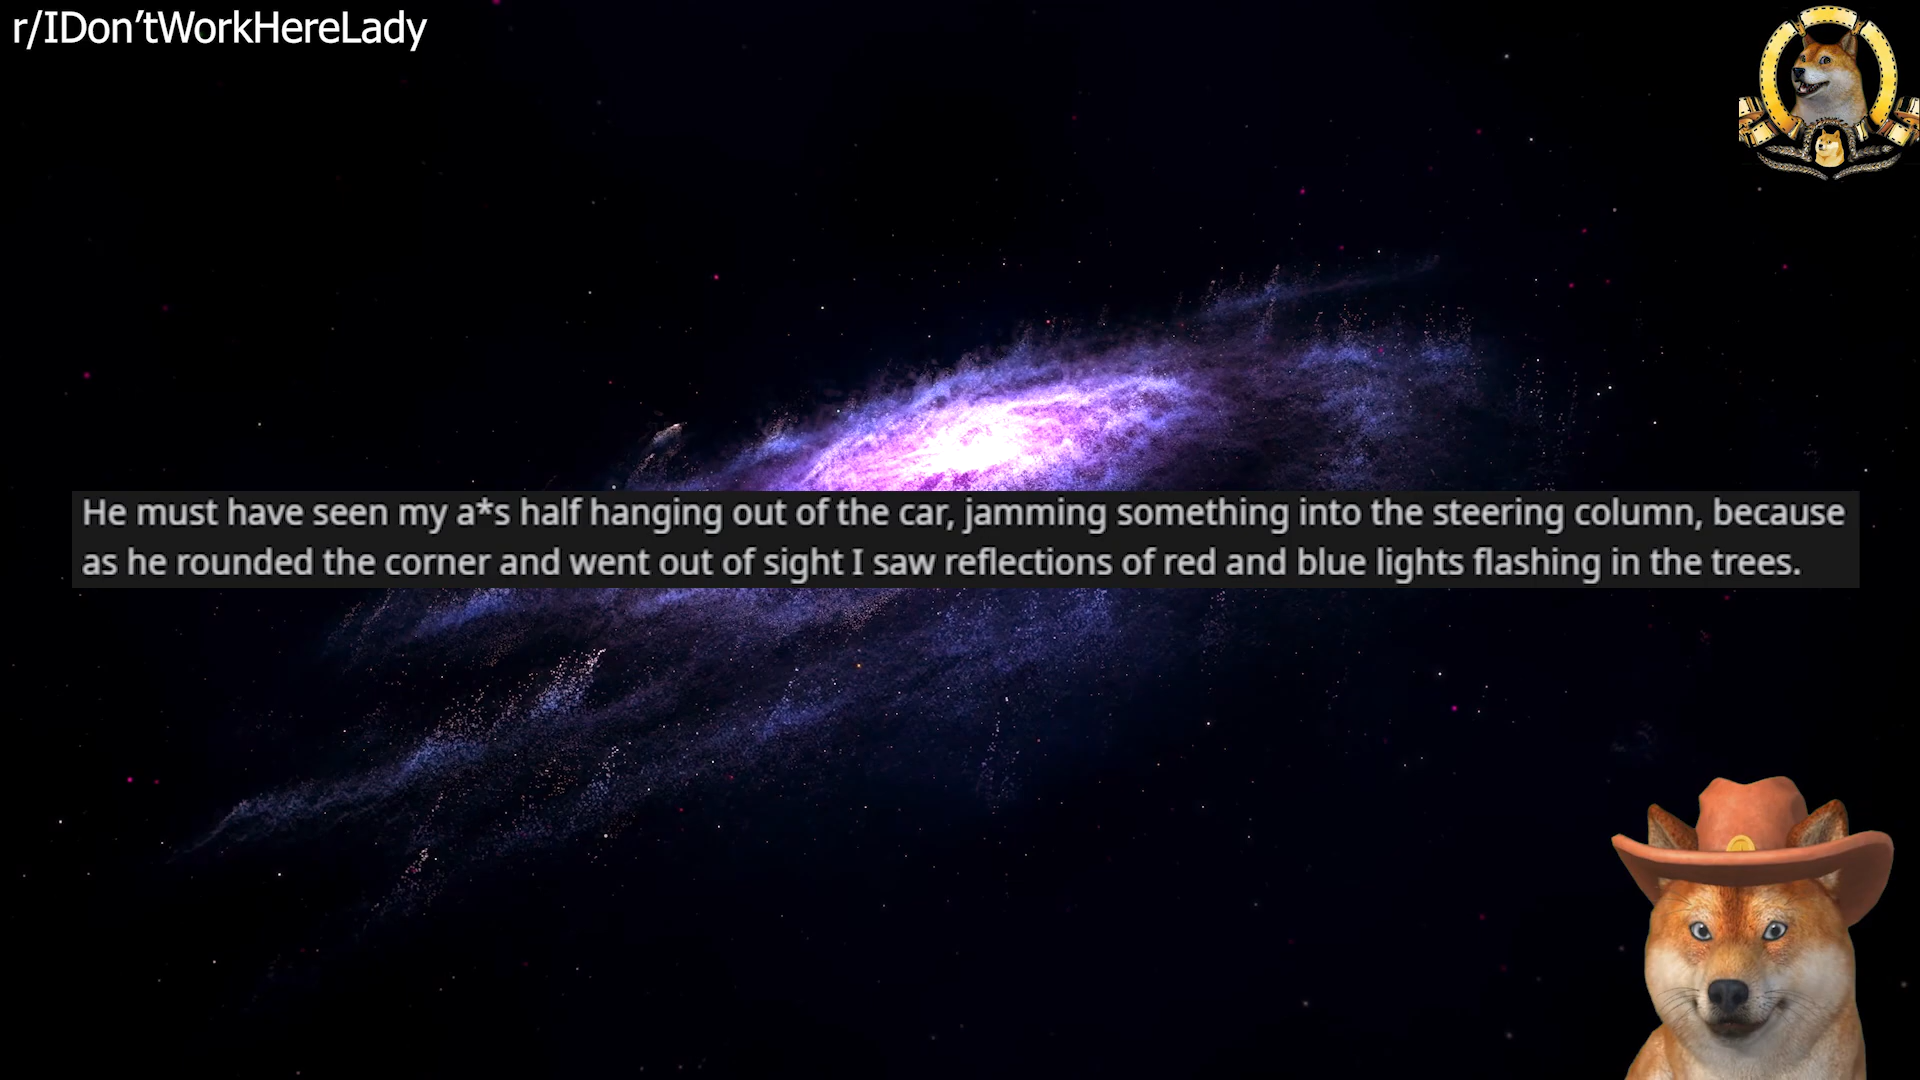 r/IDon’tWorkHereLady
He must have seen my a*s half hanging out of the car, jamming something into the steering column, because
as he rounded the corner and went out of sight I saw reflections of red and blue lights flashing in the trees.